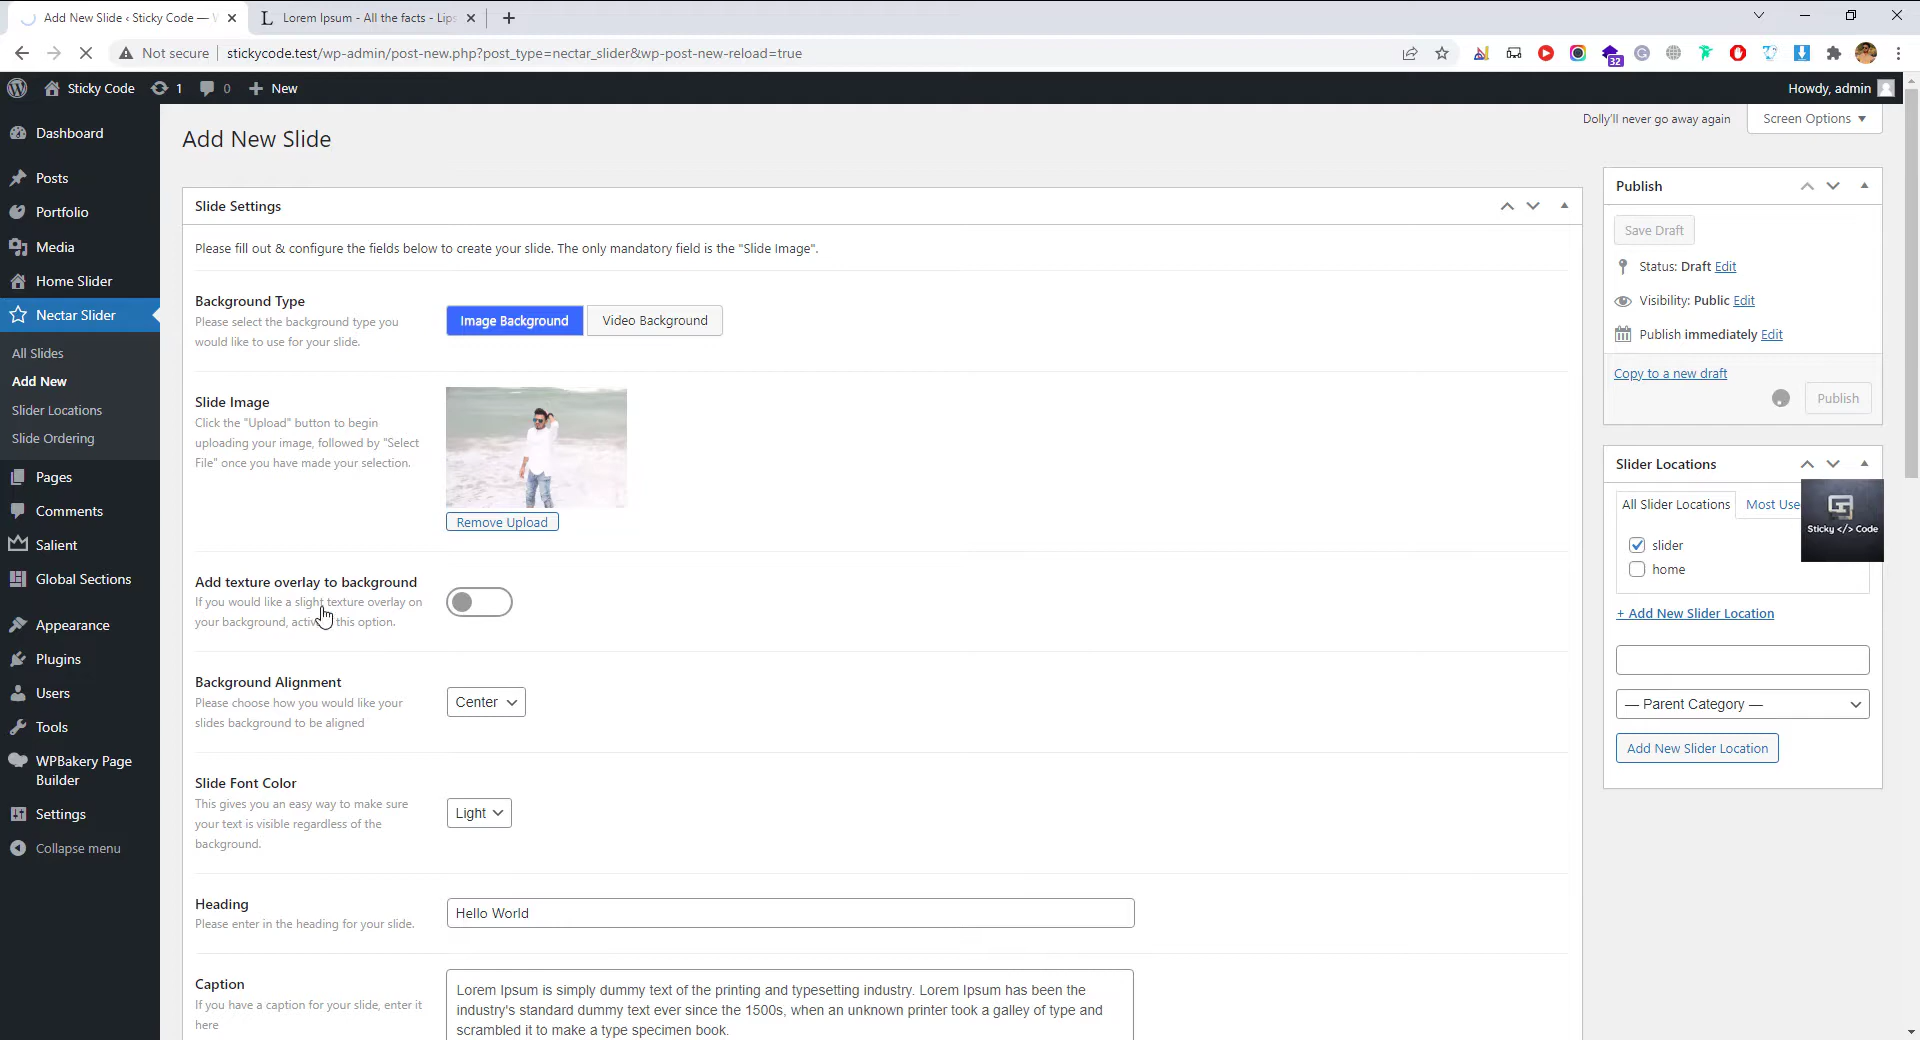 Add New Slide ‹ Sticky Code —
Lorem Ipsum - All the facts - Lips
Not secure
stickycode.test/wp-admin/post-new.php?post_type=nectar_slider&wp-post-new-reload=true
32
Sticky Code
1
0
New
Howdy, admin
Dolly'll never go away again
Screen Options
Dashboard
Posts
Portfolio
Media
Home Slider
Nectar Slider
All Slides
Add New
Slider Locations
Slide Ordering
Pages
Comments
Salient
Global Sections
Appearance
Plugins
Users
Tools
WPBakery Page
Builder
Settings
Collapse menu
Add New Slide
Slide Settings
Please fill out & configure the fields below to create your slide. The only mandatory field is the "Slide Image".
Background Type
Please select the background type you
would like to use for your slide.
Image Background
Video Background
Slide Image
Click the "Upload" button to begin
uploading your image, followed by "Select
File" once you have made your selection.
Remove Upload
Add texture overlay to background
If you would like a slight texture overlay on
your background, this option.
Background Alignment
Please choose how you would like your
slides background to be aligned
Center
Slide Font Color
This gives you an easy way to make sure
your text is visible regardless of the
background.
Light
Heading
Please enter in the heading for your slide.
Hello World
Caption
If you have a caption for your slide, enter it
here
Lorem Ipsum is simply dummy text of the printing and typesetting industry. Lorem Ipsum has been the
industry's standard dummy text ever since the 1500s, when an unknown printer took a galley of type and
scrambled it to make a type specimen book.
Publish
Save Draft
Status: Draft Edit
Visibility: Public Edit
Publish immediately Edit
Copy to a new draft
Publish
Slider Locations
All Slider Locations
Most Use
slider
home
Sticky </> Code
+ Add New Slider Location
— Parent Category —
Add New Slider Location